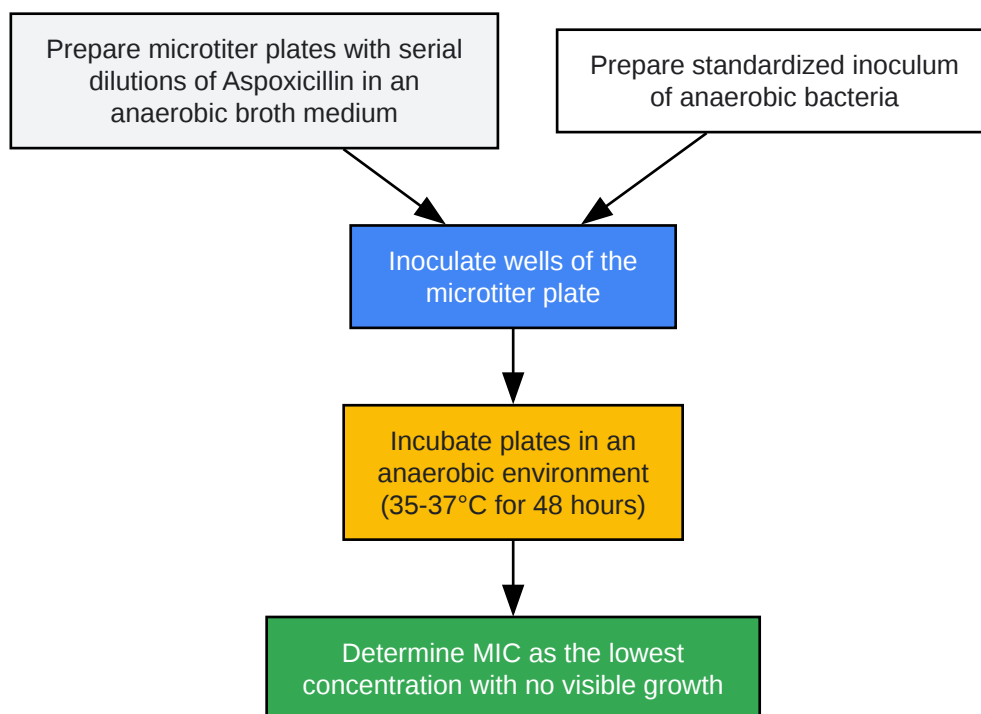 Prepare microtiter plates with serial
dilutions of Aspoxicillin in an
anaerobic broth medium
Prepare standardized inoculum
of anaerobic bacteria
Inoculate wells of the
microtiter plate
Incubate plates in an
anaerobic environment
(35-37°C for 48 hours)
Determine MIC as the lowest
concentration with no visible growth